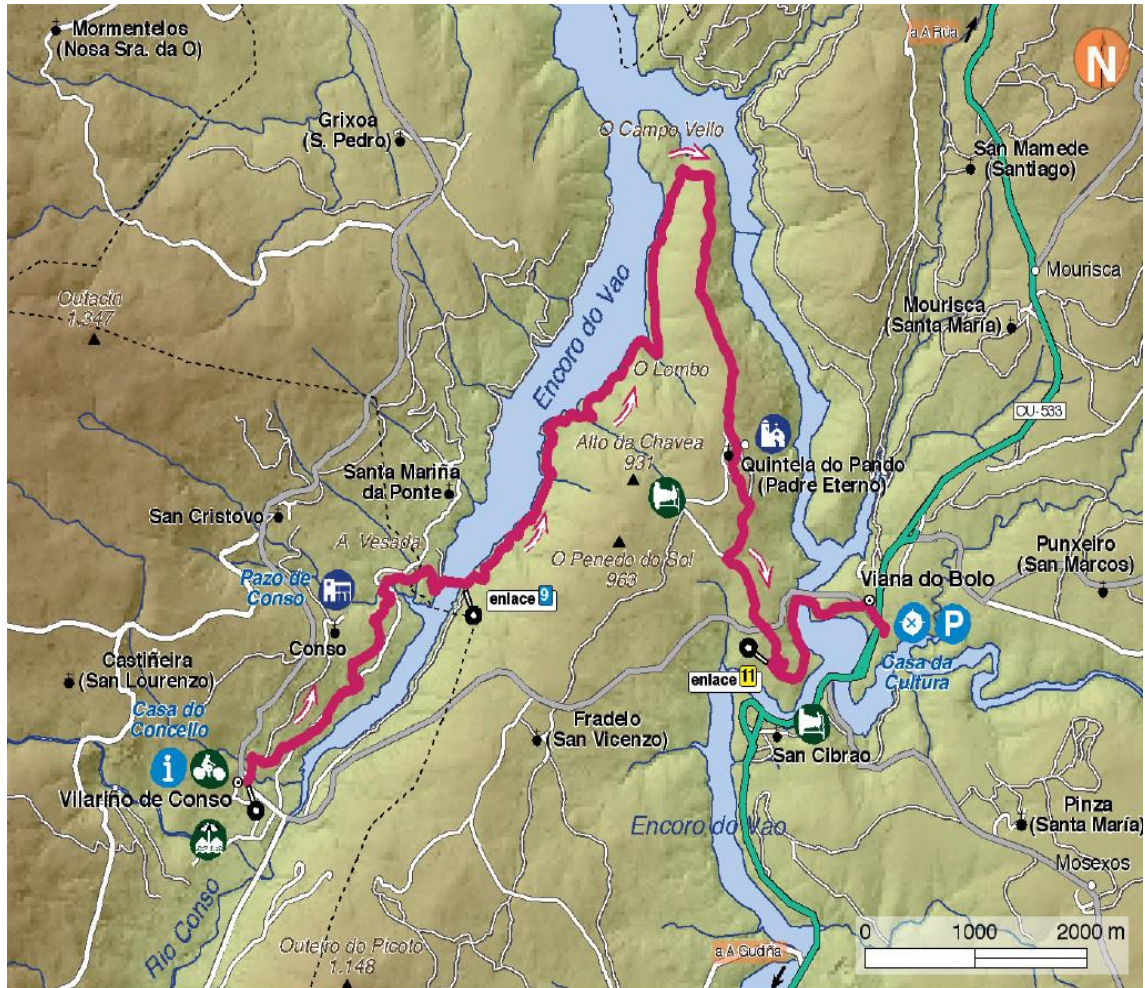 Mormentelos
(Nosa Sra. da O)
a A Rúa
N
Grixoa
(S. Pedro)
O Campo Vello
San Mamede
(Santiago)
Mourisca
Outacín
1.347
Encoro do Vao
Mourisca
(Santa María)
O Lombo
OU-533
Alto da Chavea
931
Quintela do Pando
(Padre Eterno)
Santa Mariña
da Ponte
San Cristovo
A Vesada
O Penedo do Sol
963
Punxeiro
(San Marcos)
Pazo de
Conso
enlace 9
Viana do Bolo
P
Conso
Casa da
Cultura
Castiñeira
(San Lourenzo)
enlace 11
Casa do
Concello
Fradelo
(San Vicenzo)
San Cibrao
i
Vilariño de Conso
Pinza
(Santa María)
Encoro do Vao
Mosexos
Río Conso
Outeiro do Picoto
1.148
a A Gudiña
0 1000 2000 m